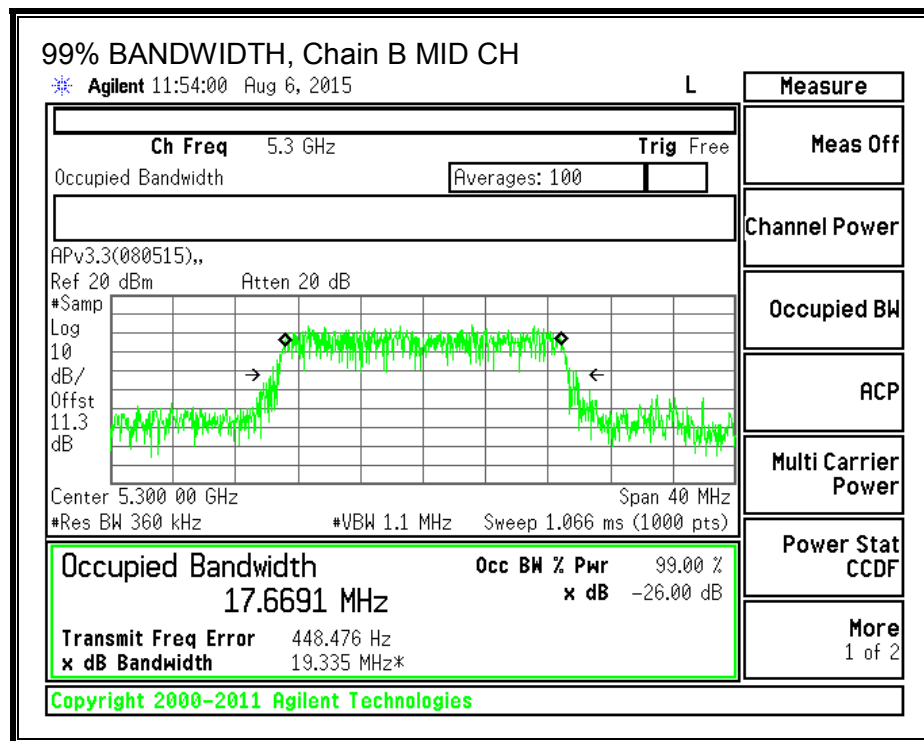 99% BANDWIDTH, Chain B MID CH
Agilent 11:54:00 Aug 6, 2015 L
Measure
Ch Freq 5.3 GHz Trig Free
Occupied Bandwidth Averages: 100
APv3.3(080515),,
Ref 20 dBm Atten 20 dB
#Samp
Log
10
dB/
Offst
11.3
dB
Center 5.300 00 GHz Span 40 MHz
#Res BW 360 kHz #VBW 1.1 MHz Sweep 1.066 ms (1000 pts)
Occupied Bandwidth Occ BW % Pwr 99.00 %
17.6691 MHz x dB -26.00 dB
Transmit Freq Error 448.476 Hz
x dB Bandwidth 19.335 MHz*
Meas Off
Channel Power
Occupied BW
ACP
Multi Carrier
Power
Power Stat
CCDF
More
1 of 2
Copyright 2000-2011 Agilent Technologies